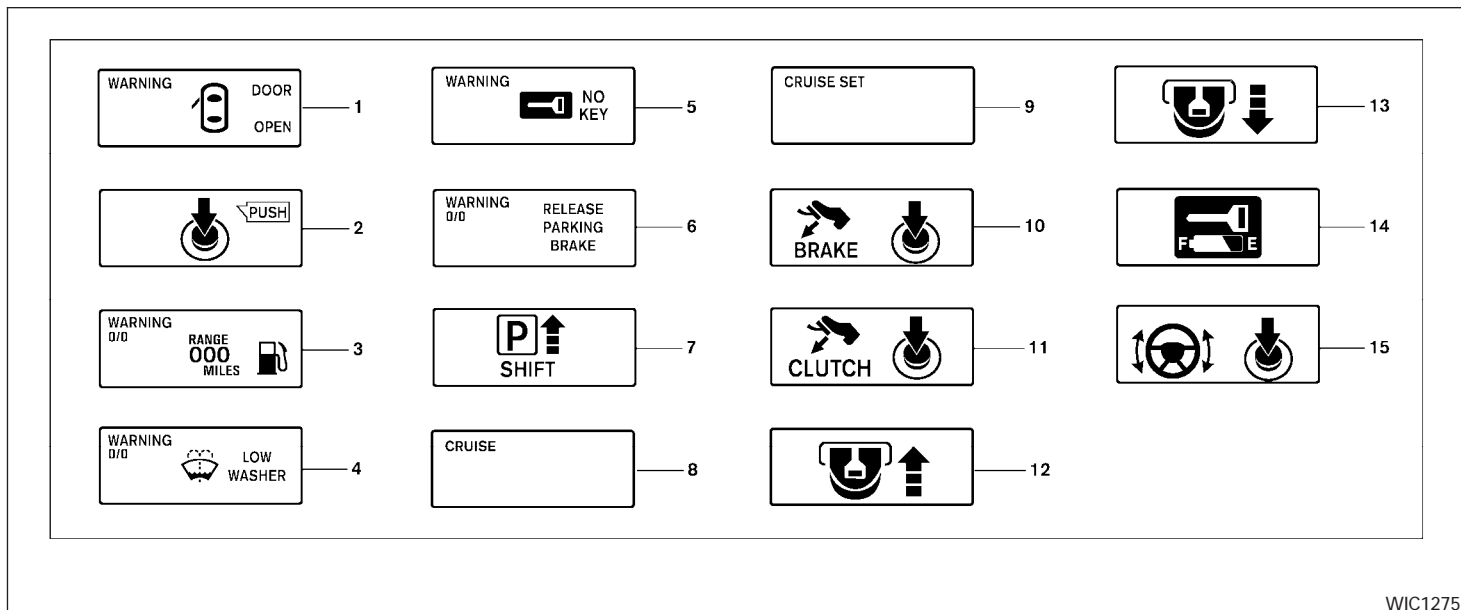 WARNING
DOOR
OPEN
1
PUSH
2
WARNING
0/0
RANGE
000
MILES
3
WARNING
0/0
LOW
WASHER
4
WARNING
NO
KEY
5
WARNING
0/0
RELEASE
PARKING
BRAKE
6
P
SHIFT
7
CRUISE
8
CRUISE SET
9
BRAKE
10
CLUTCH
11
12
13
F E
14
15
WIC1275